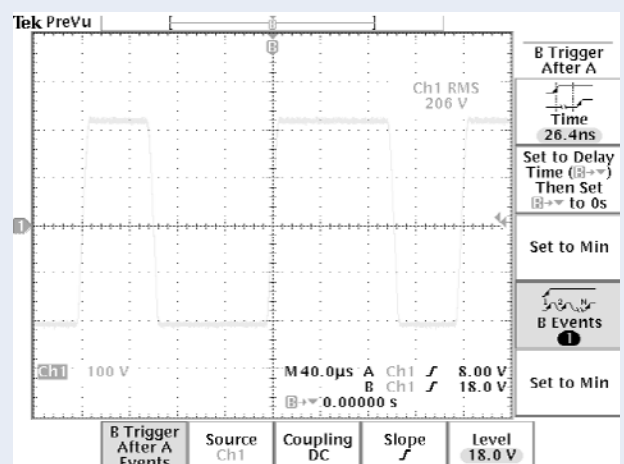 Tek PreVu
B
Ch1 RMS
206 V
1
Ch1 100 V
M 40.0µs A Ch1 8.00 V
B Ch1 18.0 V
B 0.00000 s
B Trigger
After A
Time
26.4ns
Set to Delay
Time (B→▾)
Then Set
B→▾ to 0s
Set to Min
1 2 N
B Events
1
Set to Min
B Trigger
After A
Events
Source
Ch1
Coupling
DC
Slope
Level
18.0 V